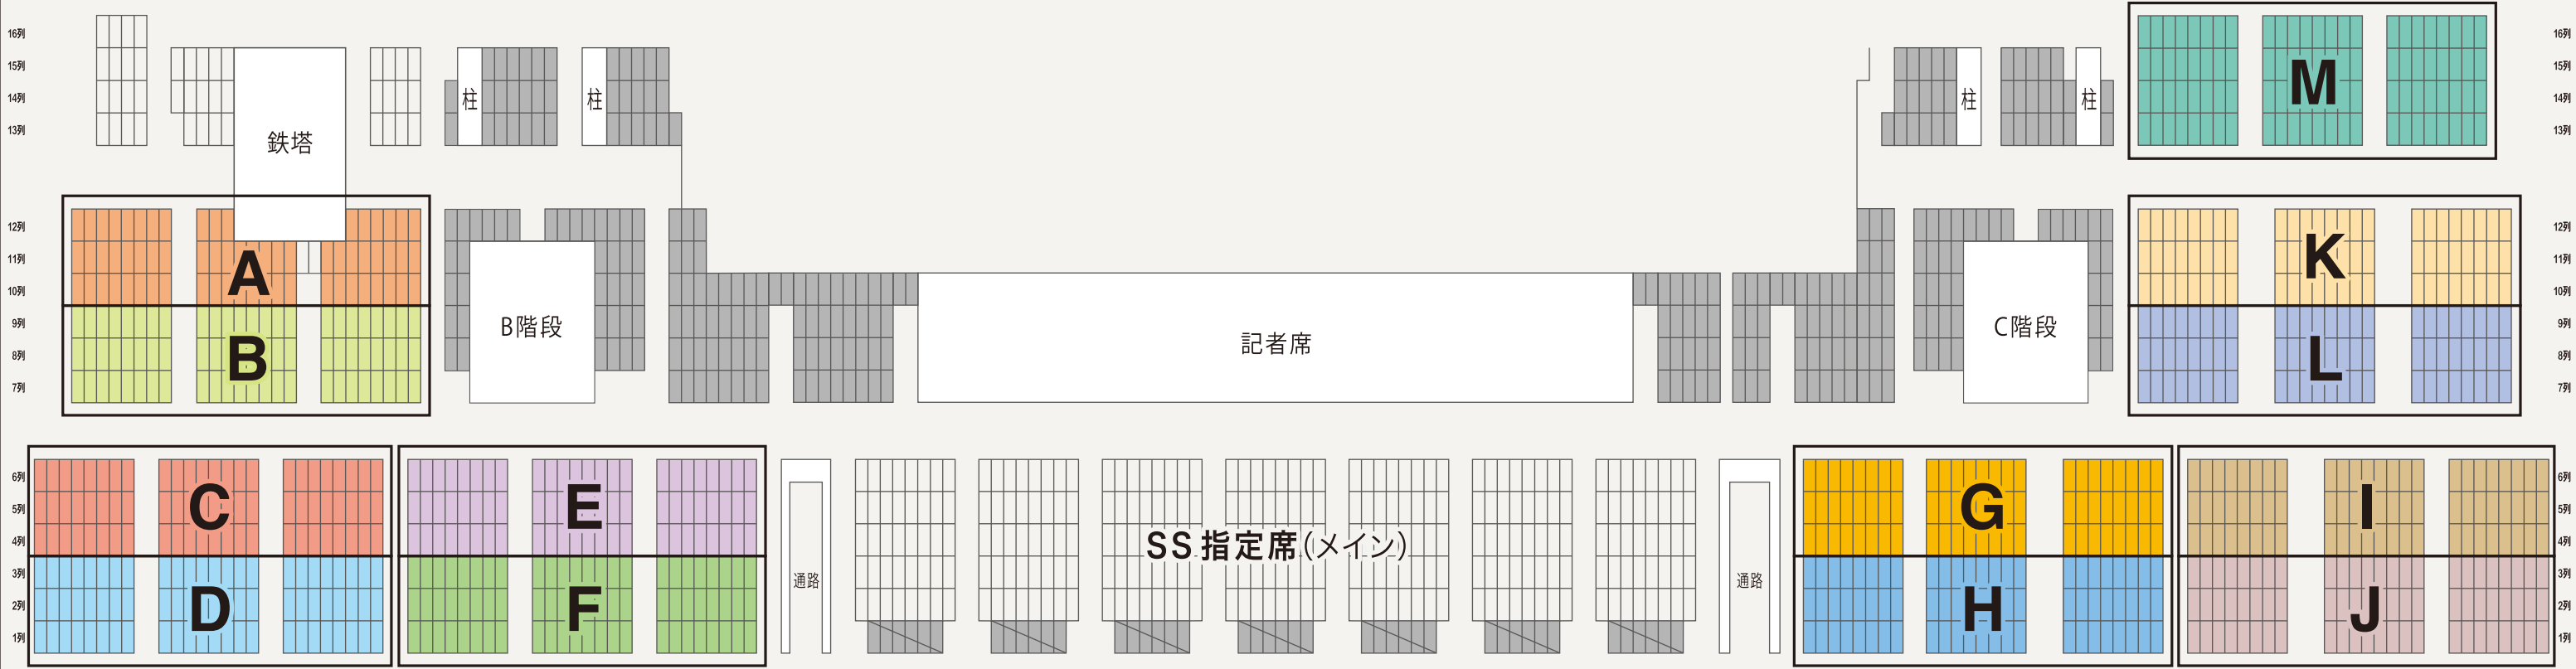 16列
16列
15列
15列
14列
柱
柱
柱
柱
M
14列
13列
鉄塔
13列
12列
12列
11列
A
K
11列
10列
10列
9列
B階段
記者席
C階段
9列
8列
B
L
8列
7列
7列
6列
6列
5列
C
E
G
I
5列
4列
SS 指定席(メイン)
4列
3列
通路
通路
3列
2列
D
F
H
J
2列
1列
1列